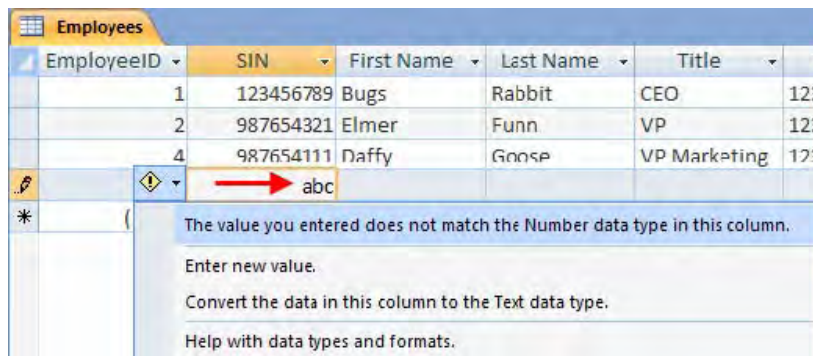 Employees
EmployeeID SIN First Name Last Name Title
1 123456789 Bugs Rabbit CEO 12
2 987654321 Elmer Funn VP 12
4 987654111 Daffy Goose VP Marketing 12
abc
* (
The value you entered does not match the Number data type in this column.
Enter new value.
Convert the data in this column to the Text data type.
Help with data types and formats.